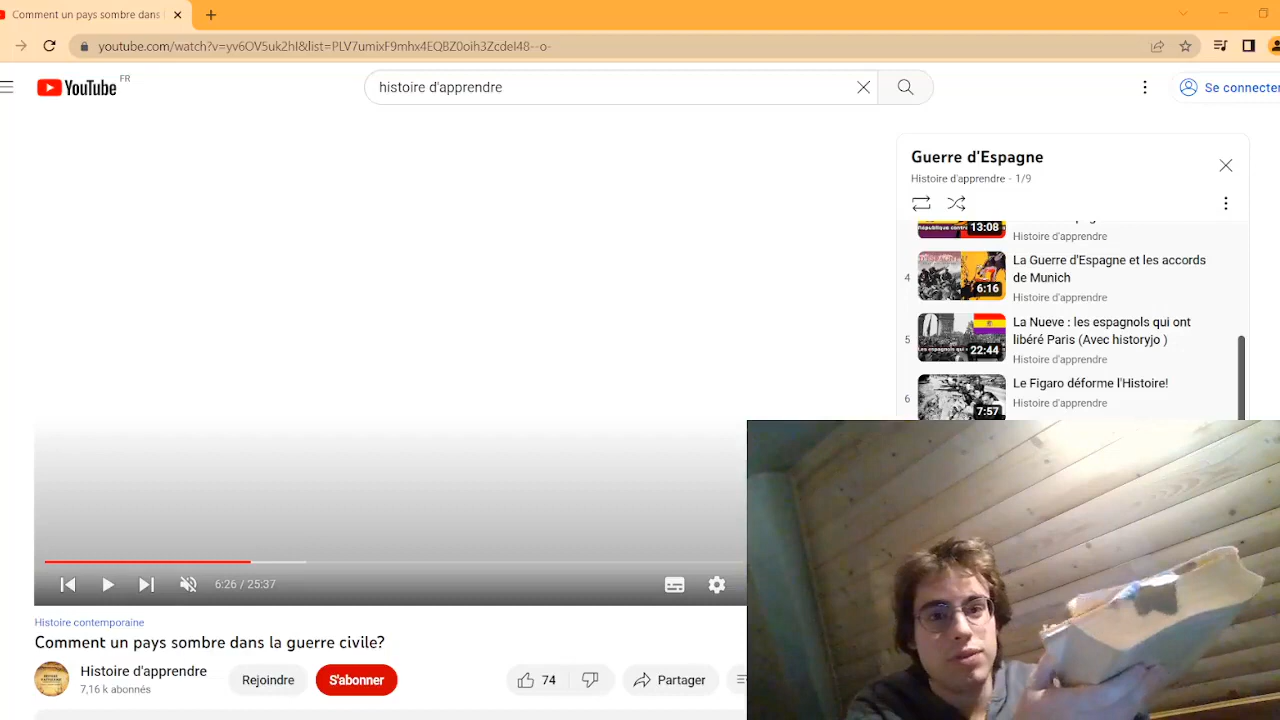 Comment un pays sombre dans
youtube.com/watch?v=yv6OV5uk2hI&list=PLV7umixF9mhx4EQBZ0oih3Zcdel48--o-
YouTube FR
histoire d'apprendre
Se connecter
Guerre d'Espagne
Histoire d'apprendre - 1/9
13:08
Histoire d'apprendre
4
6:16
La Guerre d'Espagne et les accords
de Munich
Histoire d'apprendre
5
22:44
La Nueve : les espagnols qui ont
libéré Paris (Avec historyjo )
Histoire d'apprendre
6
7:57
Le Figaro déforme l'Histoire!
Histoire d'apprendre
6:26 / 25:37
Histoire contemporaine
Comment un pays sombre dans la guerre civile?
Histoire d'apprendre
7,16 k abonnés
Rejoindre
S'abonner
74
Partager